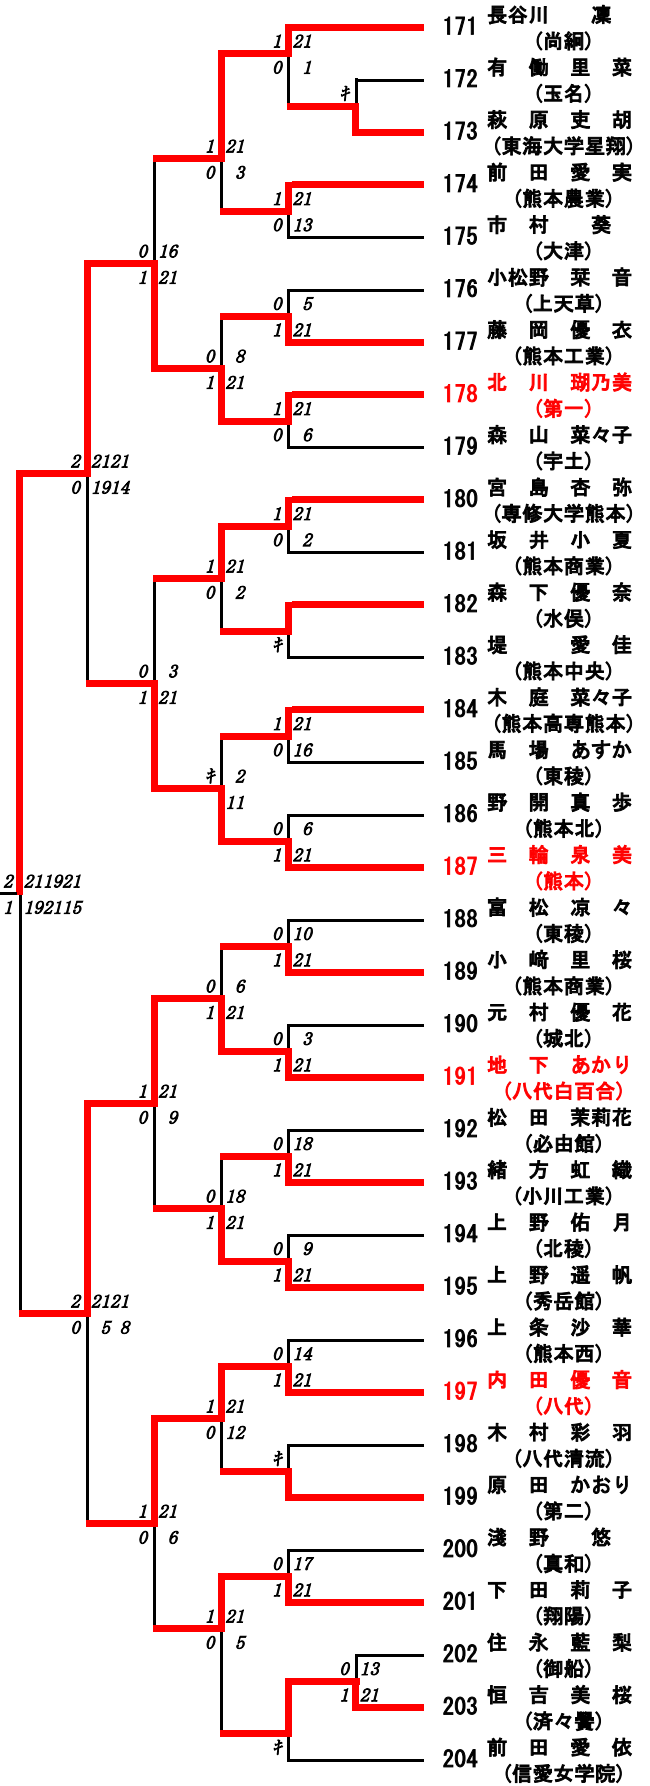 171 長谷川 凜
(尚絅)
172 有働里菜
(玉名)
173 萩原吏胡
(東海大学星翔)
174 前田愛実
(熊本農業)
175 市村 葵
(大津)
176 小松野栞音
(上天草)
177 藤岡優衣
(熊本工業)
178 北川瑚乃美
(第一)
179 森山菜々子
(宇土)
180 宮島杏弥
(専修大学熊本)
181 坂井小夏
(熊本商業)
182 森下優奈
(水俣)
183 堤 愛佳
(熊本中央)
184 木庭菜々子
(熊本高専熊本)
185 馬場あすか
(東稜)
186 野開真歩
(熊本北)
187 三輪泉美
(熊本)
188 富松涼々
(東稜)
189 小﨑里桜
(熊本商業)
190 元村優花
(城北)
191 地下あかり
(八代白百合)
192 松田茉莉花
(必由館)
193 緒方虹織
(小川工業)
194 上野佑月
(北稜)
195 上野遥帆
(秀岳館)
196 上条沙華
(熊本西)
197 内田優音
(八代)
198 木村彩羽
(八代清流)
199 原田かおり
(第二)
200 淺野 悠
(真和)
201 下田莉子
(翔陽)
202 住永藍梨
(御船)
203 恒吉美桜
(済々黌)
204 前田愛依
(信愛女学院)
1 21
0 1
キ
1 21
0 3
1 21
0 13
0 16
1 21
0 5
1 21
0 8
1 21
1 21
0 6
2 2121
0 1914
1 21
0 2
1 21
0 2
キ
0 3
1 21
1 21
0 16
キ 2
11
0 6
1 21
2 211921
1 192115
0 10
1 21
0 6
1 21
0 3
1 21
1 21
0 9
0 18
1 21
0 18
1 21
0 9
1 21
2 2121
0 5 8
0 14
1 21
1 21
0 12
キ
1 21
0 6
0 17
1 21
1 21
0 5
0 13
1 21
キ